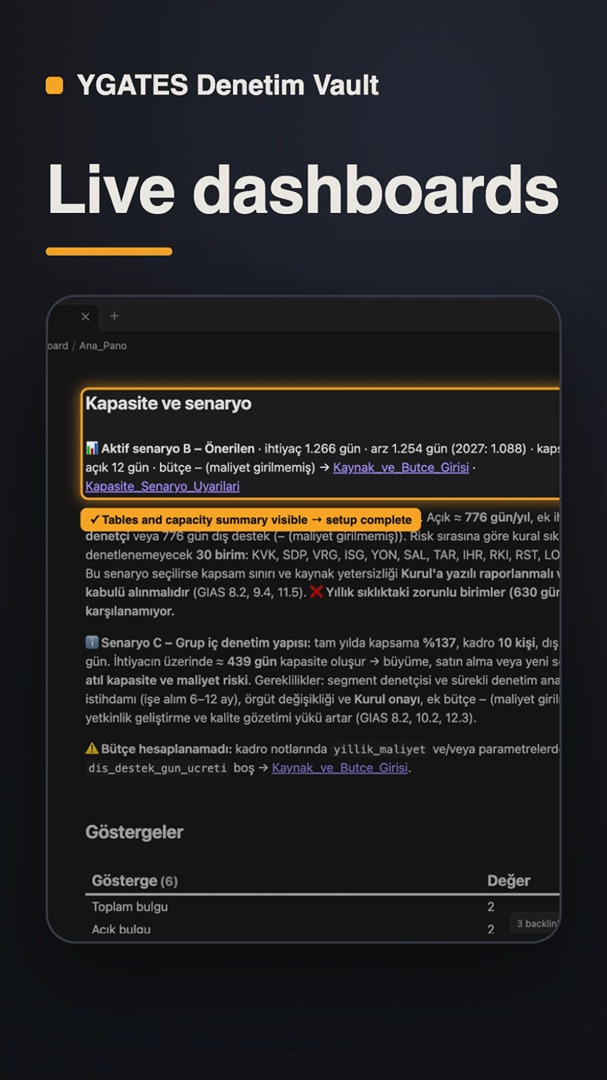 YGATES Denetim Vault
Live dashboards
× +
/ Ana_Pano
Kapasite ve senaryo
📊 Aktif senaryo B – Önerilen · ihtiyaç 1.266 gün · arz 1.254 gün (2027: 1.088) ·
açık 12 gün · bütçe – (maliyet girilmemiş) → Kaynak_ve_Butce_Girisi ·
Kapasite_Senaryo_Uyarilari
✓ Tables and capacity summary visible → setup complete
Açık ≈ 776 gün/yıl, ek
denetçi veya 776 gün dış destek (– (maliyet girilmemiş)). Risk sırasına göre kural
denetlenemeyecek 30 birim: KVK, SDP, VRG, ISG, YON, SAL, TAR, IHR, RKI, RST,
Bu senaryo seçilirse kapsam sınırı ve kaynak yetersizliği Kurul'a yazılı raporlanmalı
kabulü alınmalıdır (GIAS 8.2, 9.4, 11.5). ❌ Yıllık sıklıktaki zorunlu birimler (630
karşılanamıyor.
ℹ️ Senaryo C – Grup iç denetim yapısı: tam yılda kapsama %137, kadro 10 kişi, dış
gün. İhtiyacın üzerinde ≈ 439 gün kapasite oluşur → büyüme, satın alma veya yeni
atıl kapasite ve maliyet riski. Gereklilikler: segment denetçisi ve sürekli denetim
istihdamı (işe alım 6–12 ay), örgüt değişikliği ve Kurul onayı, ek bütçe – (maliyet
yetkinlik geliştirme ve kalite gözetimi yükü artar (GIAS 8.2, 10.2, 12.3).
⚠️ Bütçe hesaplanamadı: kadro notlarında yillik_maliyet ve/veya
dis_destek_gun_ucreti boş → Kaynak_ve_Butce_Girisi.
Göstergeler
Gösterge (6) Değer
Toplam bulgu 2
Açık bulgu 2
3